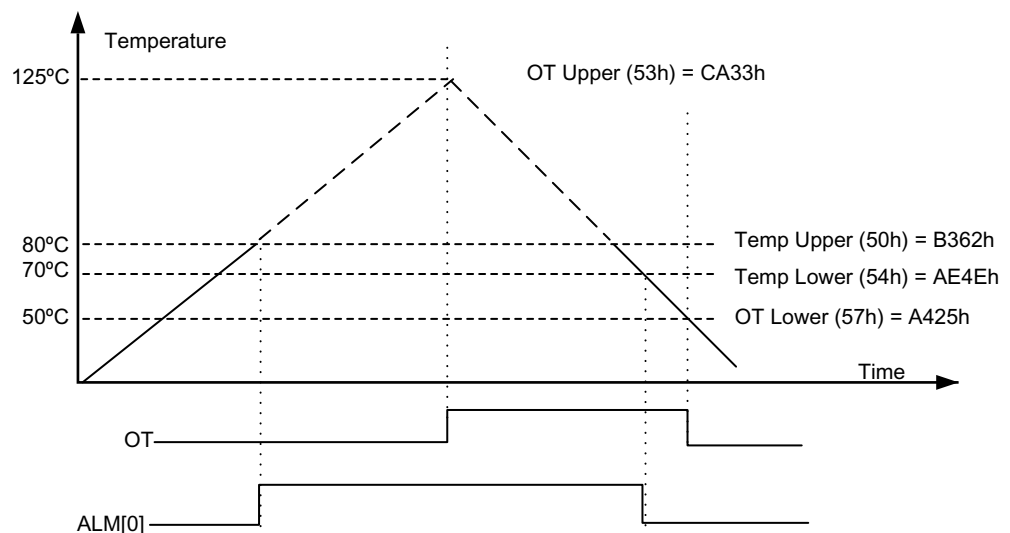 Temperature
125ºC
OT Upper (53h) = CA33h
80ºC
Temp Upper (50h) = B362h
70ºC
Temp Lower (54h) = AE4Eh
50ºC
OT Lower (57h) = A425h
Time
OT
ALM[0]